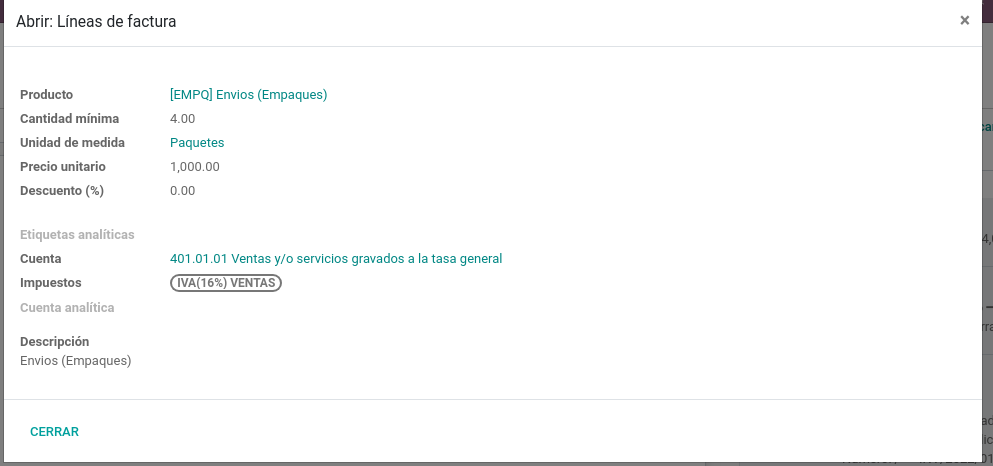 Abrir: Líneas de factura
×
Producto [EMPQ] Envios (Empaques)
Cantidad mínima 4.00
Unidad de medida Paquetes
Precio unitario 1,000.00
Descuento (%) 0.00
Etiquetas analíticas
Cuenta 401.01.01 Ventas y/o servicios gravados a la tasa general
Impuestos IVA(16%) VENTAS
Cuenta analítica
Descripción
Envios (Empaques)
CERRAR